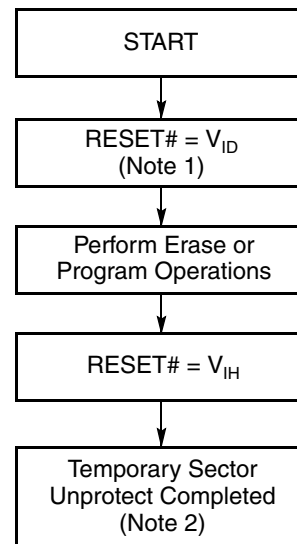 START
RESET# = V_ID
(Note 1)
Perform Erase or
Program Operations
RESET# = V_IH
Temporary Sector
Unprotect Completed
(Note 2)